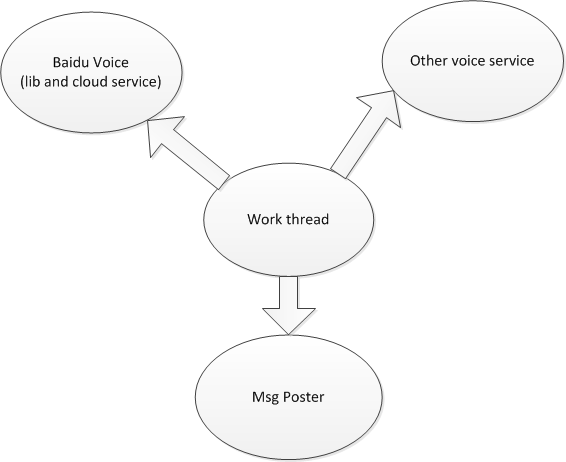 Baidu Voice
(lib and cloud service)
Other voice service
Work thread
Msg Poster